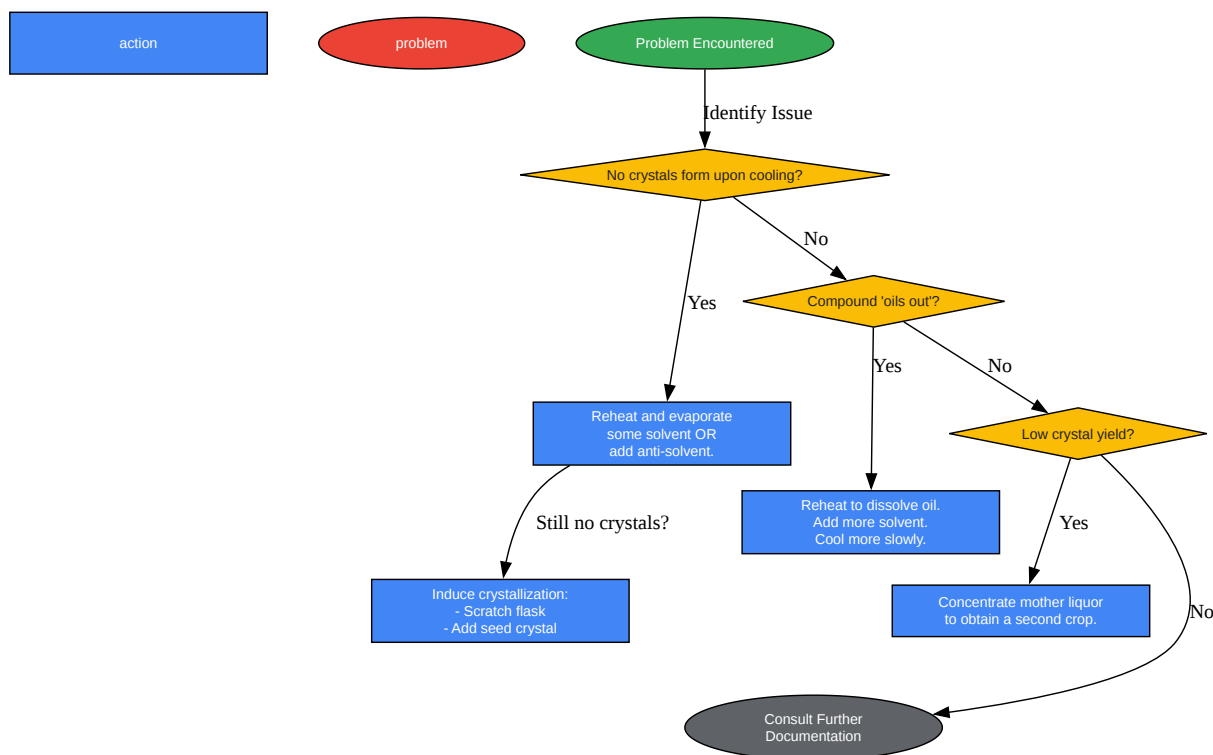 action
problem
Problem Encountered
Identify Issue
No crystals form upon cooling?
No
Yes
Compound 'oils out'?
Yes
No
Reheat and evaporate
some solvent OR
add anti-solvent.
Low crystal yield?
Still no crystals?
Reheat to dissolve oil.
Add more solvent.
Cool more slowly.
Yes
Induce crystallization:
- Scratch flask
- Add seed crystal
Concentrate mother liquor
to obtain a second crop.
No
Consult Further
Documentation